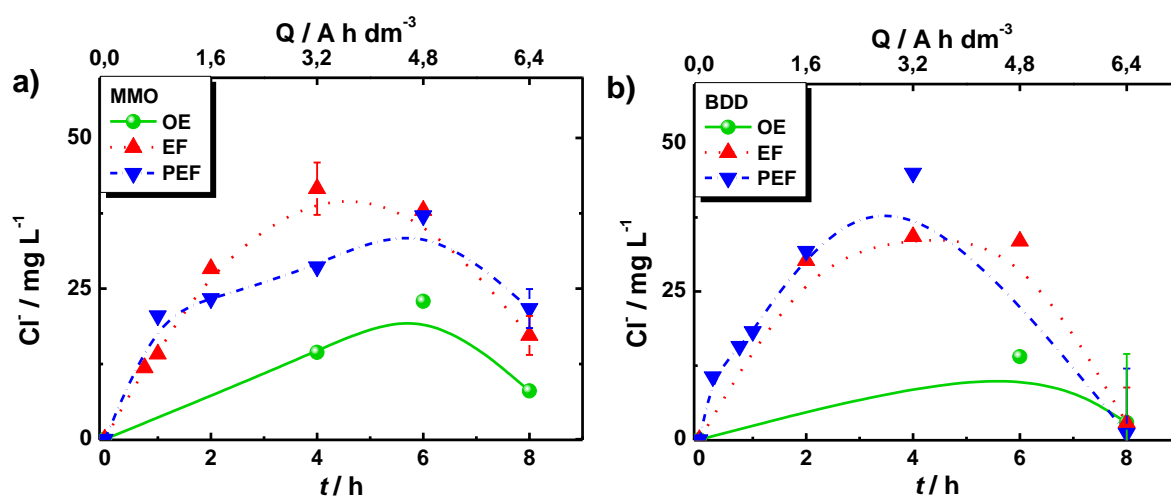 a)
Q / A h dm-3
0,0 1,6 3,2 4,8 6,4
MMO
OE
EF
PEF
50
25
0
Cl- / mg L-1
0 2 4 6 8
t / h
b)
Q / A h dm-3
0,0 1,6 3,2 4,8 6,4
BDD
OE
EF
PEF
50
25
0
Cl- / mg L-1
0 2 4 6 8
t / h